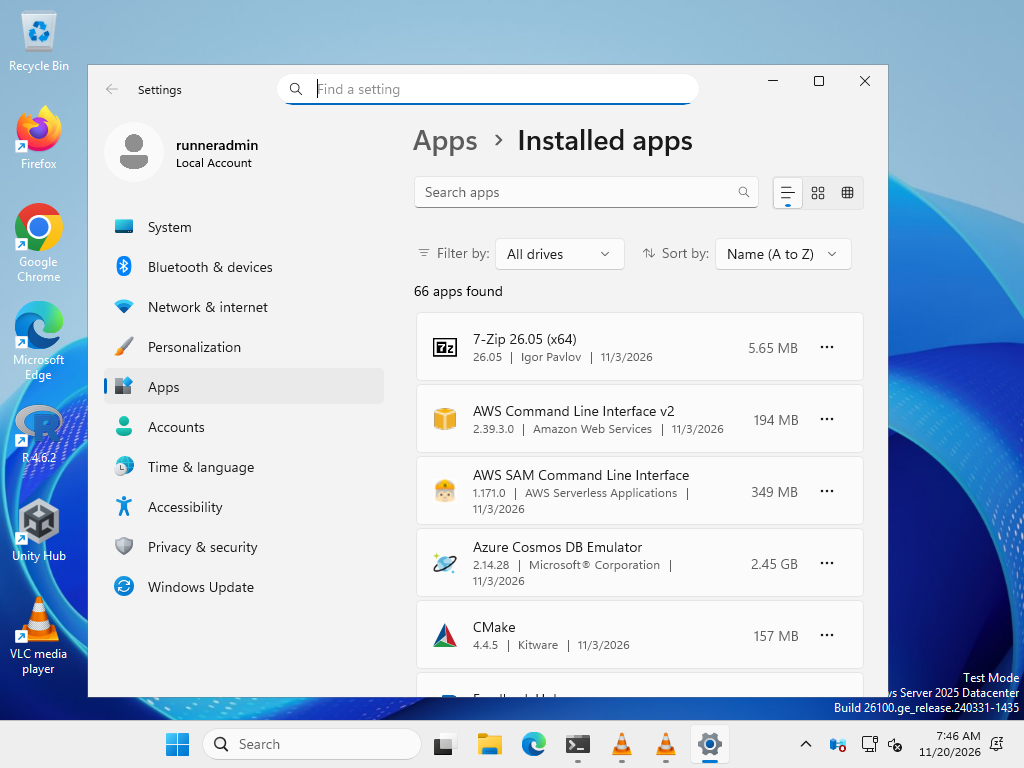 Recycle Bin
Firefox
Google
Chrome
Microsoft
Edge
R 4.6.2
Unity Hub
VLC media
player
Settings
Find a setting
runneradmin
Local Account
System
Bluetooth & devices
Network & internet
Personalization
Apps
Accounts
Time & language
Accessibility
Privacy & security
Windows Update
Apps > Installed apps
Search apps
Filter by: All drives Sort by: Name (A to Z)
66 apps found
7-Zip 26.05 (x64)
26.05 | Igor Pavlov | 11/3/2026
5.65 MB
AWS Command Line Interface v2
2.39.3.0 | Amazon Web Services | 11/3/2026
194 MB
AWS SAM Command Line Interface
1.171.0 | AWS Serverless Applications |
11/3/2026
349 MB
Azure Cosmos DB Emulator
2.14.28 | Microsoft® Corporation |
11/3/2026
2.45 GB
CMake
4.4.5 | Kitware | 11/3/2026
157 MB
Test Mode
Server 2025 Datacenter
Build 26100.ge_release.240331-1435
Search
7:46 AM
11/20/2026